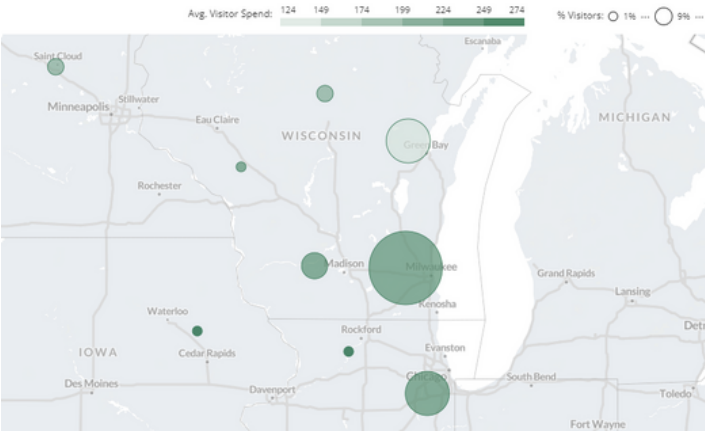 Avg. Visitor Spend: 124 149 174 199 224 249 274
% Visitors: 1% ... 9% ...
Escanaba
Saint Cloud
Minneapolis
Stillwater
Eau Claire
WISCONSIN
MICHIGAN
Green Bay
Rochester
Madison
Milwaukee
Grand Rapids
Lansing
Waterloo
Kenosha
Rockford
Detr
IOWA
Cedar Rapids
Evanston
Des Moines
Davenport
Chicago
South Bend
Toledo
Fort Wayne